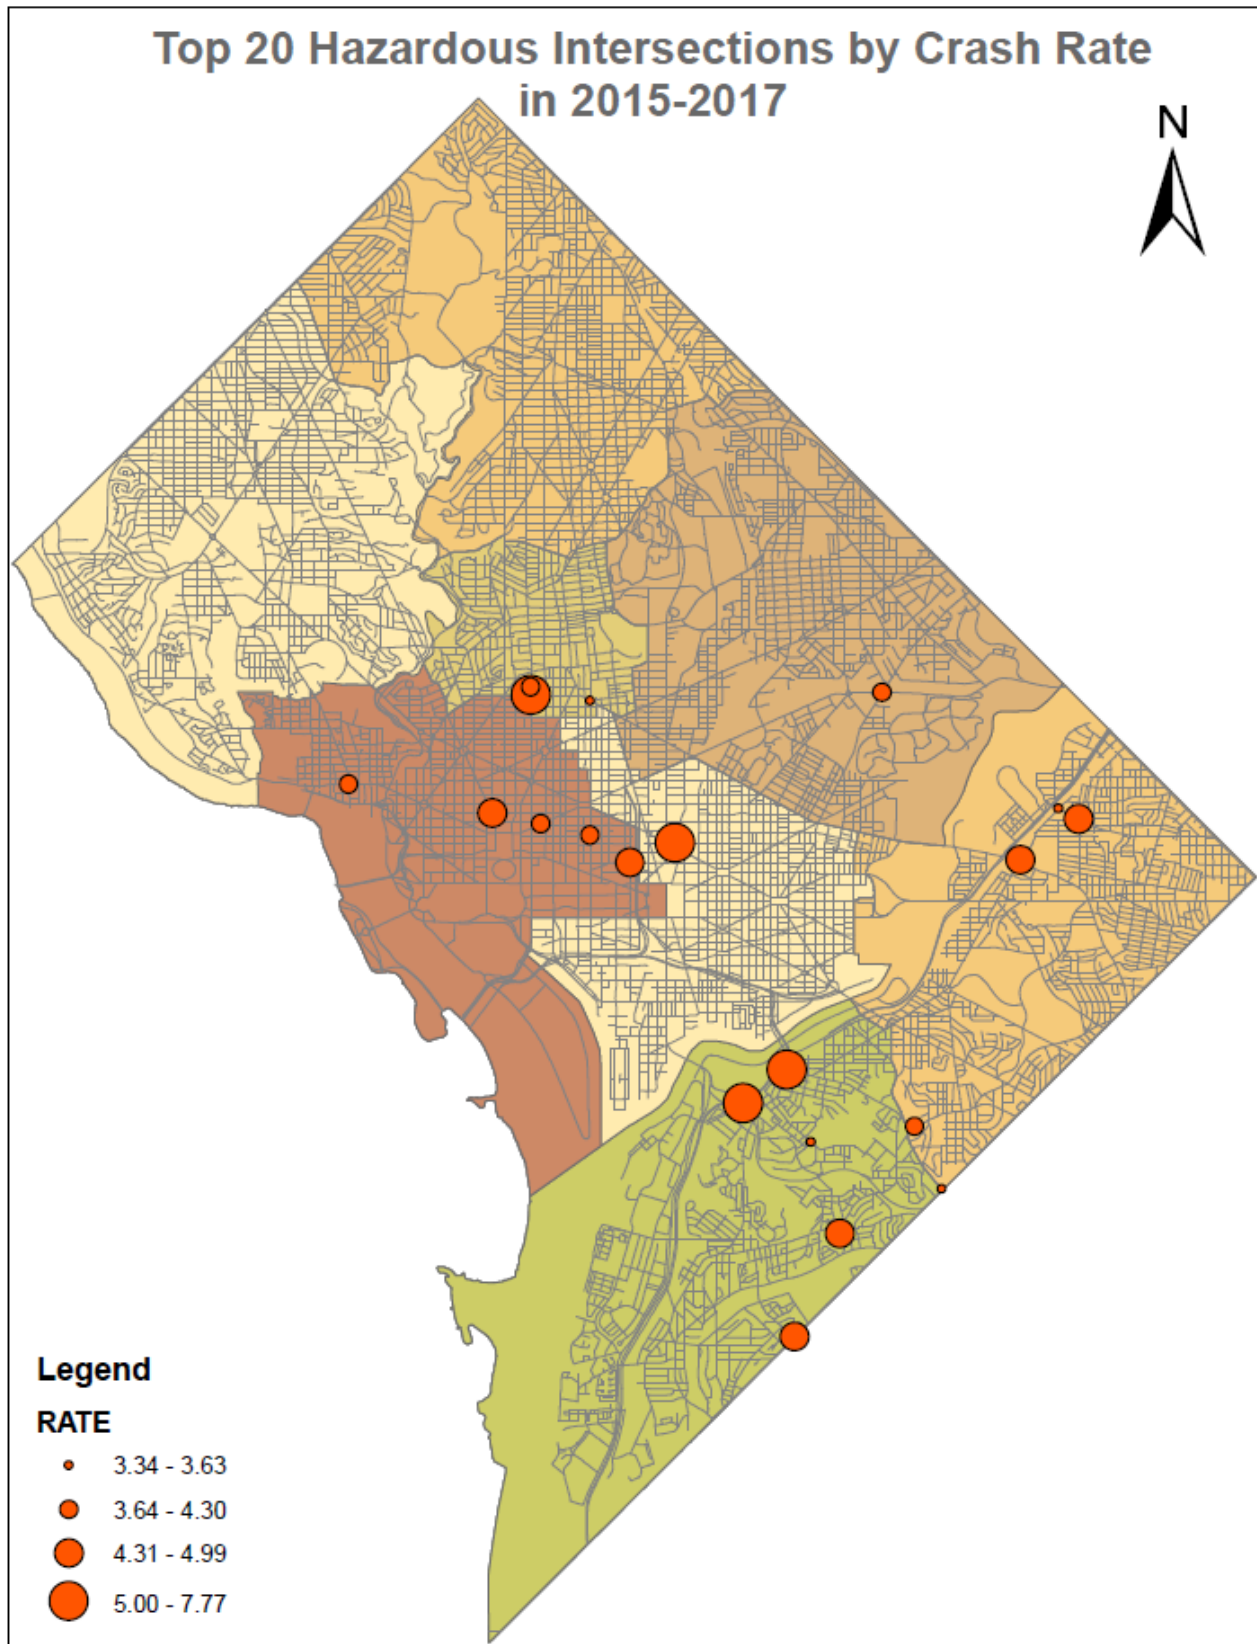 Top 20 Hazardous Intersections by Crash Rate
in 2015-2017
N
Legend
RATE
3.34 - 3.63
3.64 - 4.30
4.31 - 4.99
5.00 - 7.77